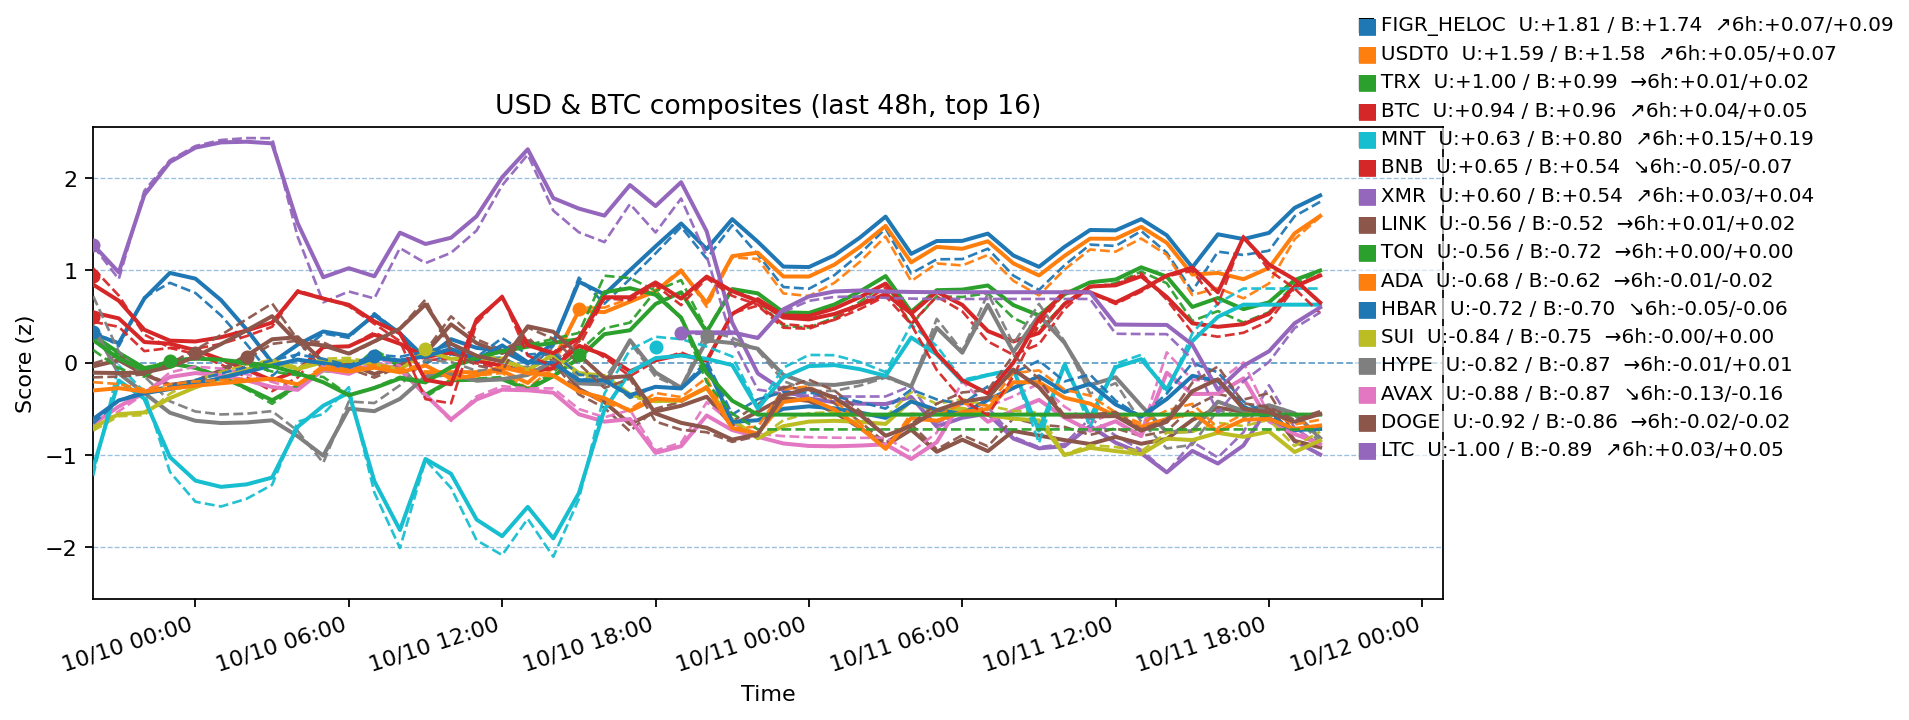 FIGR_HELOC  U:+1.81 / B:+1.74  ↗6h:+0.07/+0.09
USDT0  U:+1.59 / B:+1.58  ↗6h:+0.05/+0.07
TRX  U:+1.00 / B:+0.99  →6h:+0.01/+0.02
BTC  U:+0.94 / B:+0.96  ↗6h:+0.04/+0.05
MNT  U:+0.63 / B:+0.80  ↗6h:+0.15/+0.19
BNB  U:+0.65 / B:+0.54  ↘6h:-0.05/-0.07
XMR  U:+0.60 / B:+0.54  ↗6h:+0.03/+0.04
LINK  U:-0.56 / B:-0.52  →6h:+0.01/+0.02
TON  U:-0.56 / B:-0.72  →6h:+0.00/+0.00
ADA  U:-0.68 / B:-0.62  →6h:-0.01/-0.02
HBAR  U:-0.72 / B:-0.70  ↘6h:-0.05/-0.06
SUI  U:-0.84 / B:-0.75  →6h:-0.00/+0.00
HYPE  U:-0.82 / B:-0.87  →6h:-0.01/+0.01
AVAX  U:-0.88 / B:-0.87  ↘6h:-0.13/-0.16
DOGE  U:-0.92 / B:-0.86  →6h:-0.02/-0.02
LTC  U:-1.00 / B:-0.89  ↗6h:+0.03/+0.05
USD & BTC composites (last 48h, top 16)
Score (z)
2
1
0
−1
−2
10/10 00:00
10/10 06:00
10/10 12:00
10/10 18:00
10/11 00:00
10/11 06:00
10/11 12:00
10/11 18:00
10/12 00:00
Time